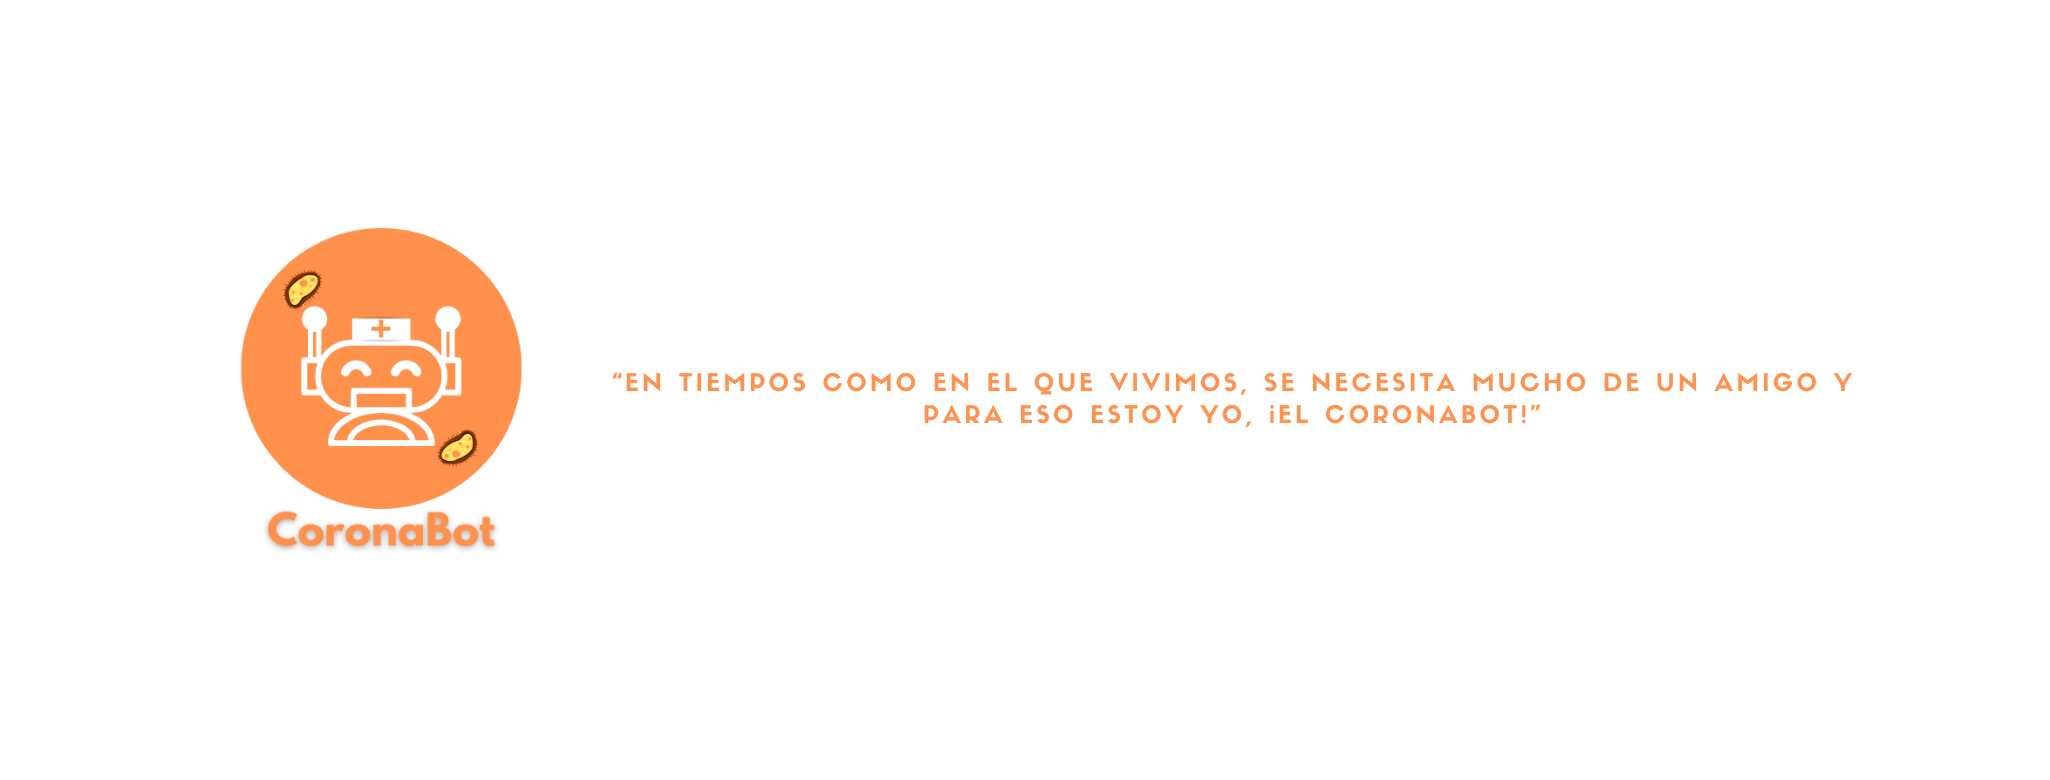 “EN TIEMPOS COMO EN EL QUE VIVIMOS, SE NECESITA MUCHO DE UN AMIGO Y
PARA ESO ESTOY YO, ¡EL CORONABOT!”
CoronaBot